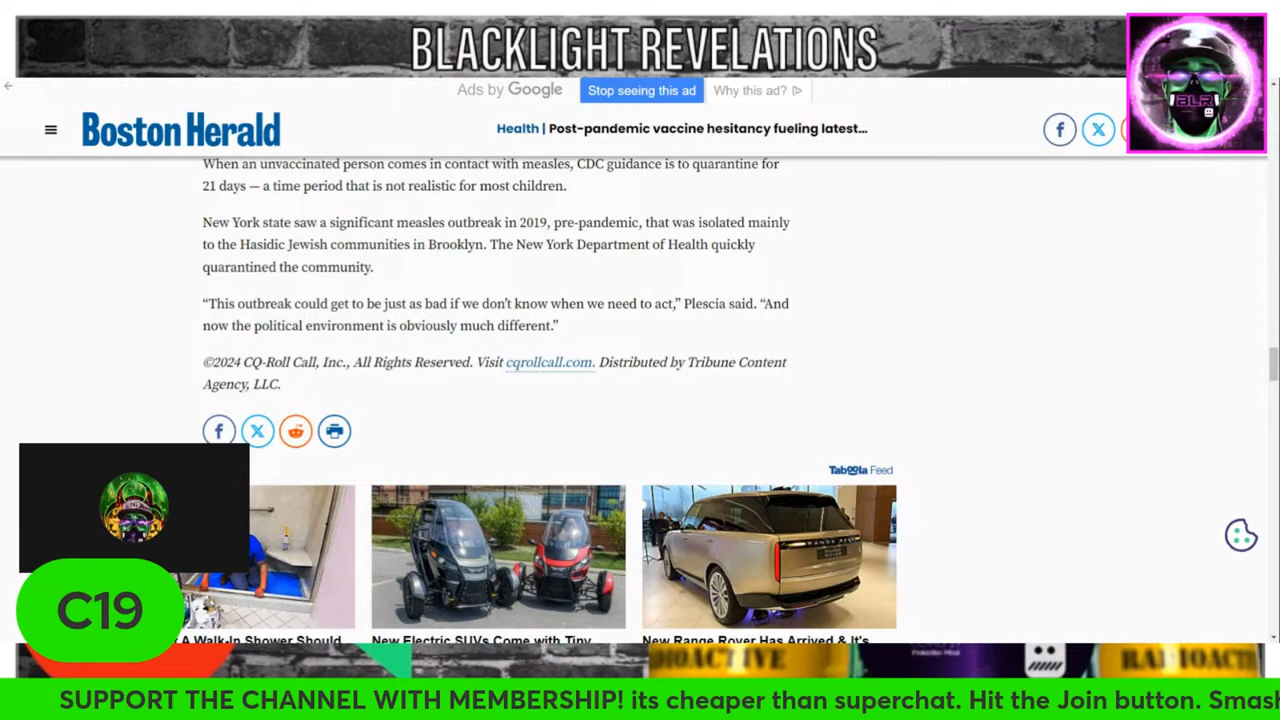 BLACKLIGHT REVELATIONS
Ads by Google
Stop seeing this ad
Why this ad?
Boston Herald
Health | Post-pandemic vaccine hesitancy fueling latest…
ALR
When an unvaccinated person comes in contact with measles, CDC guidance is to quarantine for
21 days — a time period that is not realistic for most children.
New York state saw a significant measles outbreak in 2019, pre-pandemic, that was isolated mainly
to the Hasidic Jewish communities in Brooklyn. The New York Department of Health quickly
quarantined the community.
“This outbreak could get to be just as bad if we don’t know when we need to act,” Plescia said. “And
now the political environment is obviously much different.”
©2024 CQ-Roll Call, Inc., All Rights Reserved. Visit cqrollcall.com. Distributed by Tribune Content
Agency, LLC.
Taboola Feed
RANGE ROVER
A Walk-In Shower Should
New Electric SUVs Come with Tiny
New Range Rover Has Arrived & It's
C19
SUPPORT THE CHANNEL WITH MEMBERSHIP! its cheaper than superchat. Hit the Join button. Smas